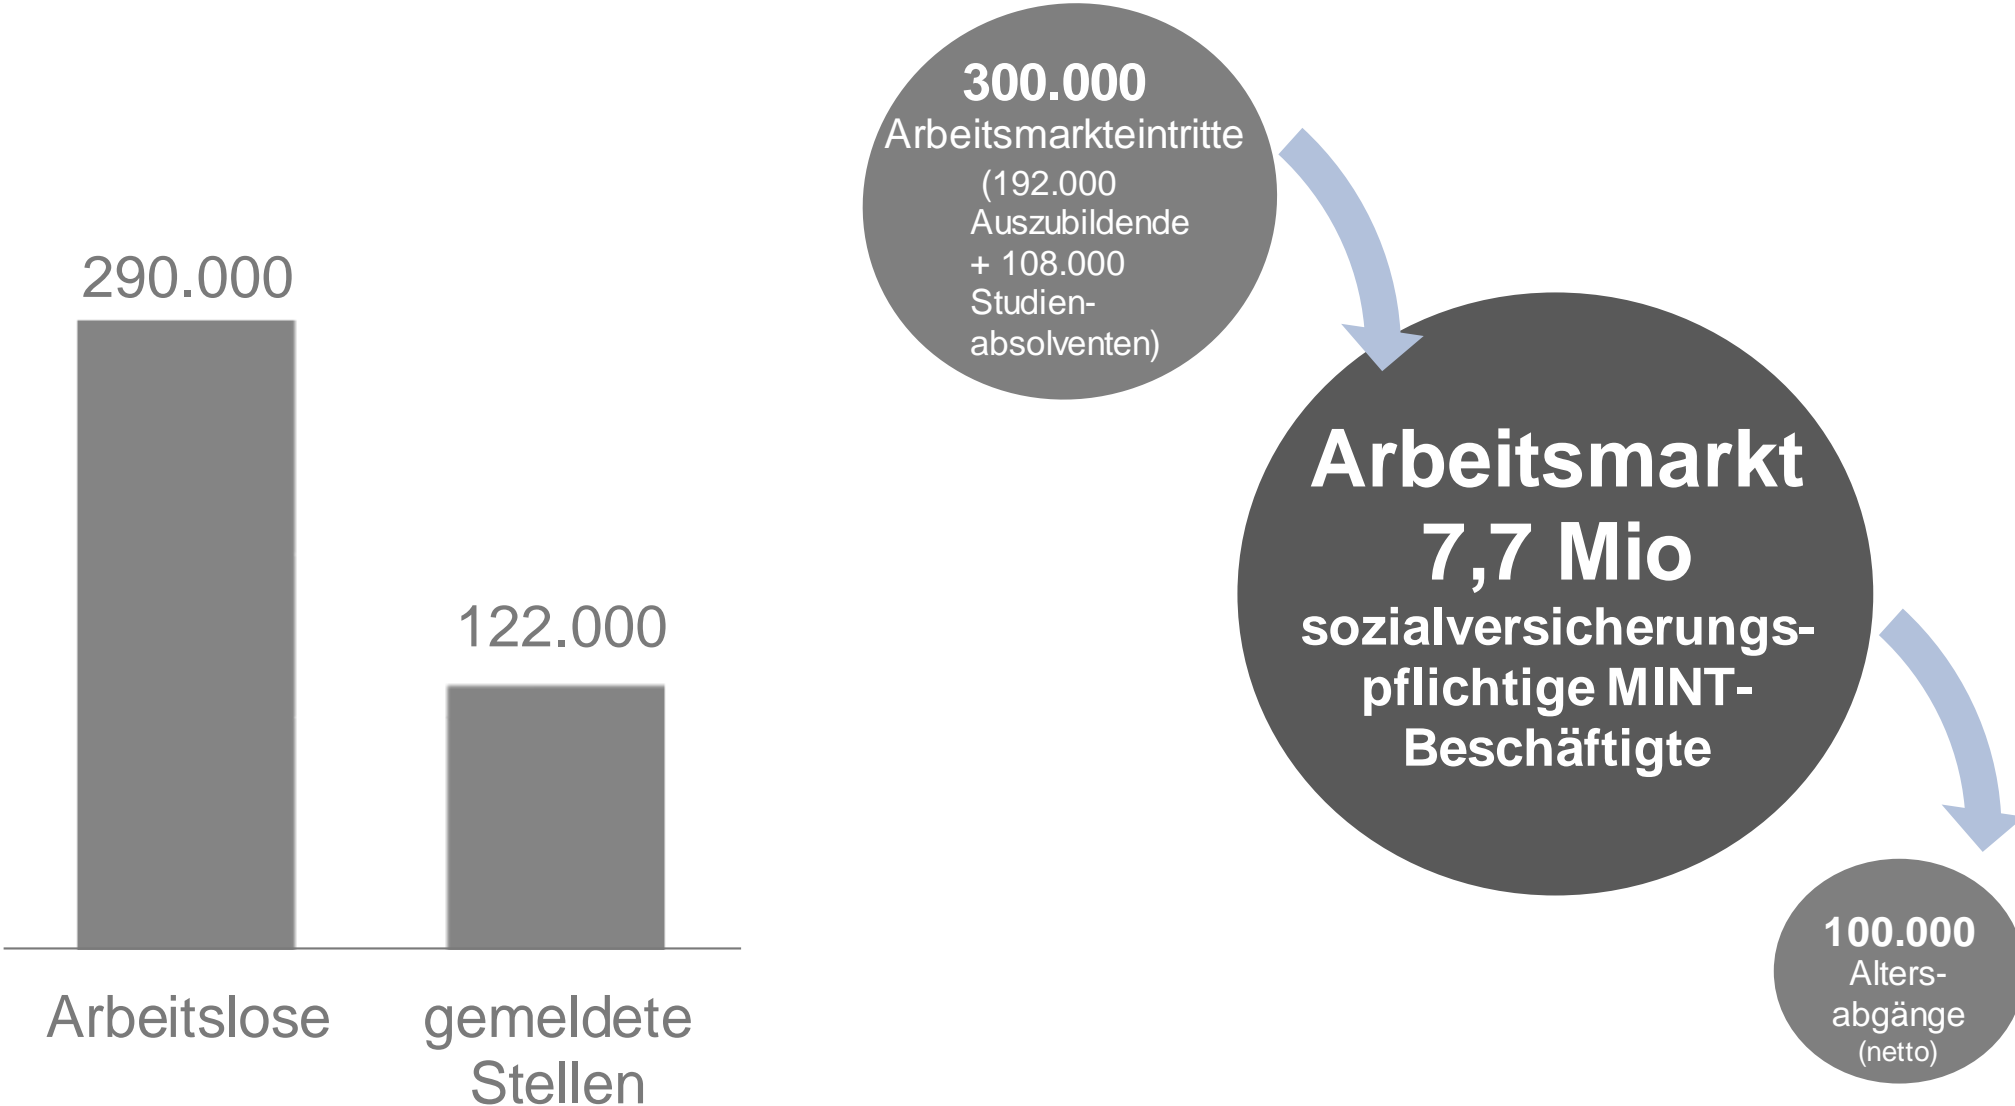 290.000
122.000
Arbeitslose
gemeldete
Stellen
300.000
Arbeitsmarkteintritte
(192.000
Auszubildende
+ 108.000
Studien-
absolventen)
Arbeitsmarkt
7,7 Mio
sozialversicherungs-
pflichtige MINT-
Beschäftigte
100.000
Alters-
abgänge
(netto)